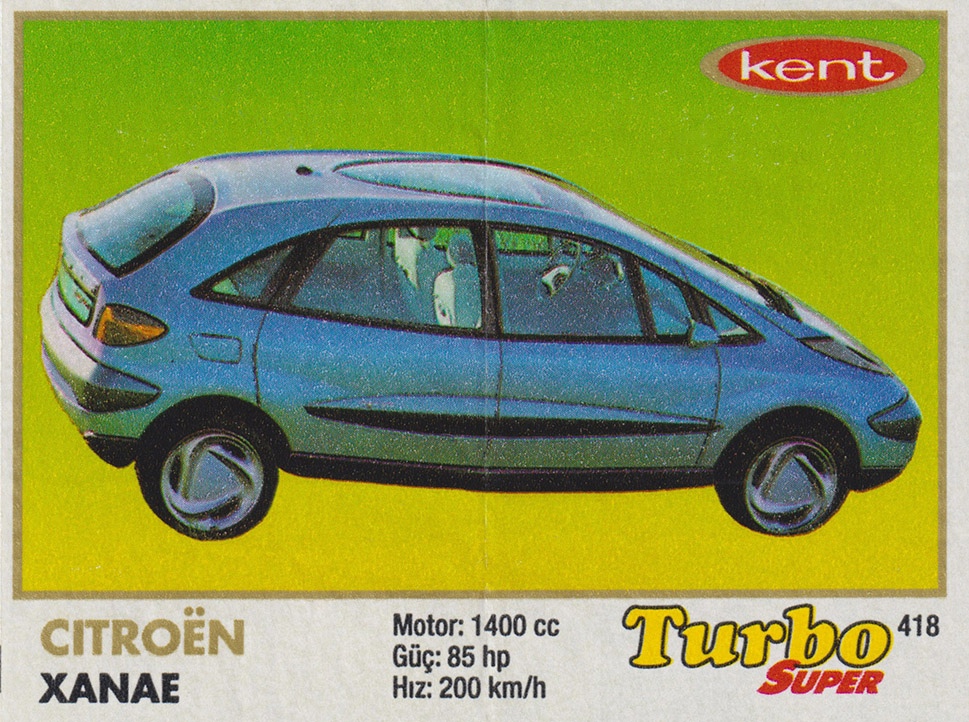 kent
CITROËN
XANAE
Motor: 1400 cc
Güç: 85 hp
Hız: 200 km/h
Turbo
SUPER
418